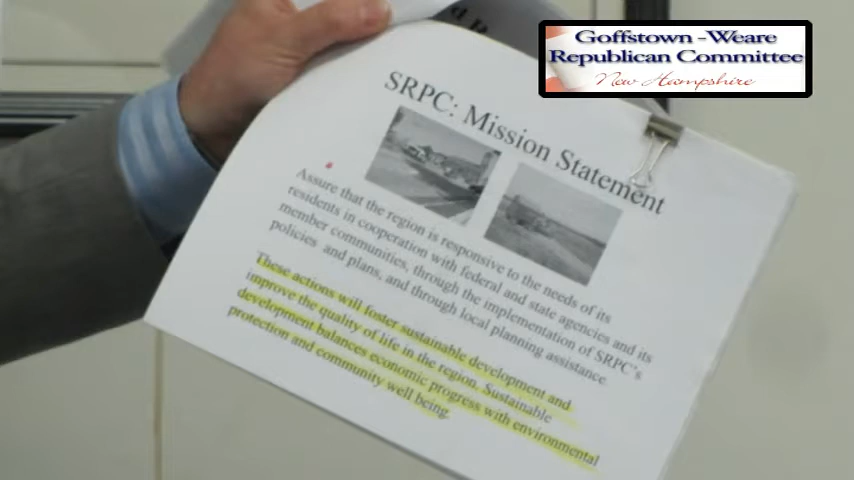 Goffstown -Weare
Republican Committee
New Hampshire
SRPC: Mission Statement
Assure that the region is responsive to the needs of its
residents in cooperation with federal and state agencies and its
member communities, through the implementation of SRPC's
policies and plans, and through local planning assistance
These actions will foster sustainable development and
improve the quality of life in the region. Sustainable
development balances economic progress with environmental
protection and community well being.